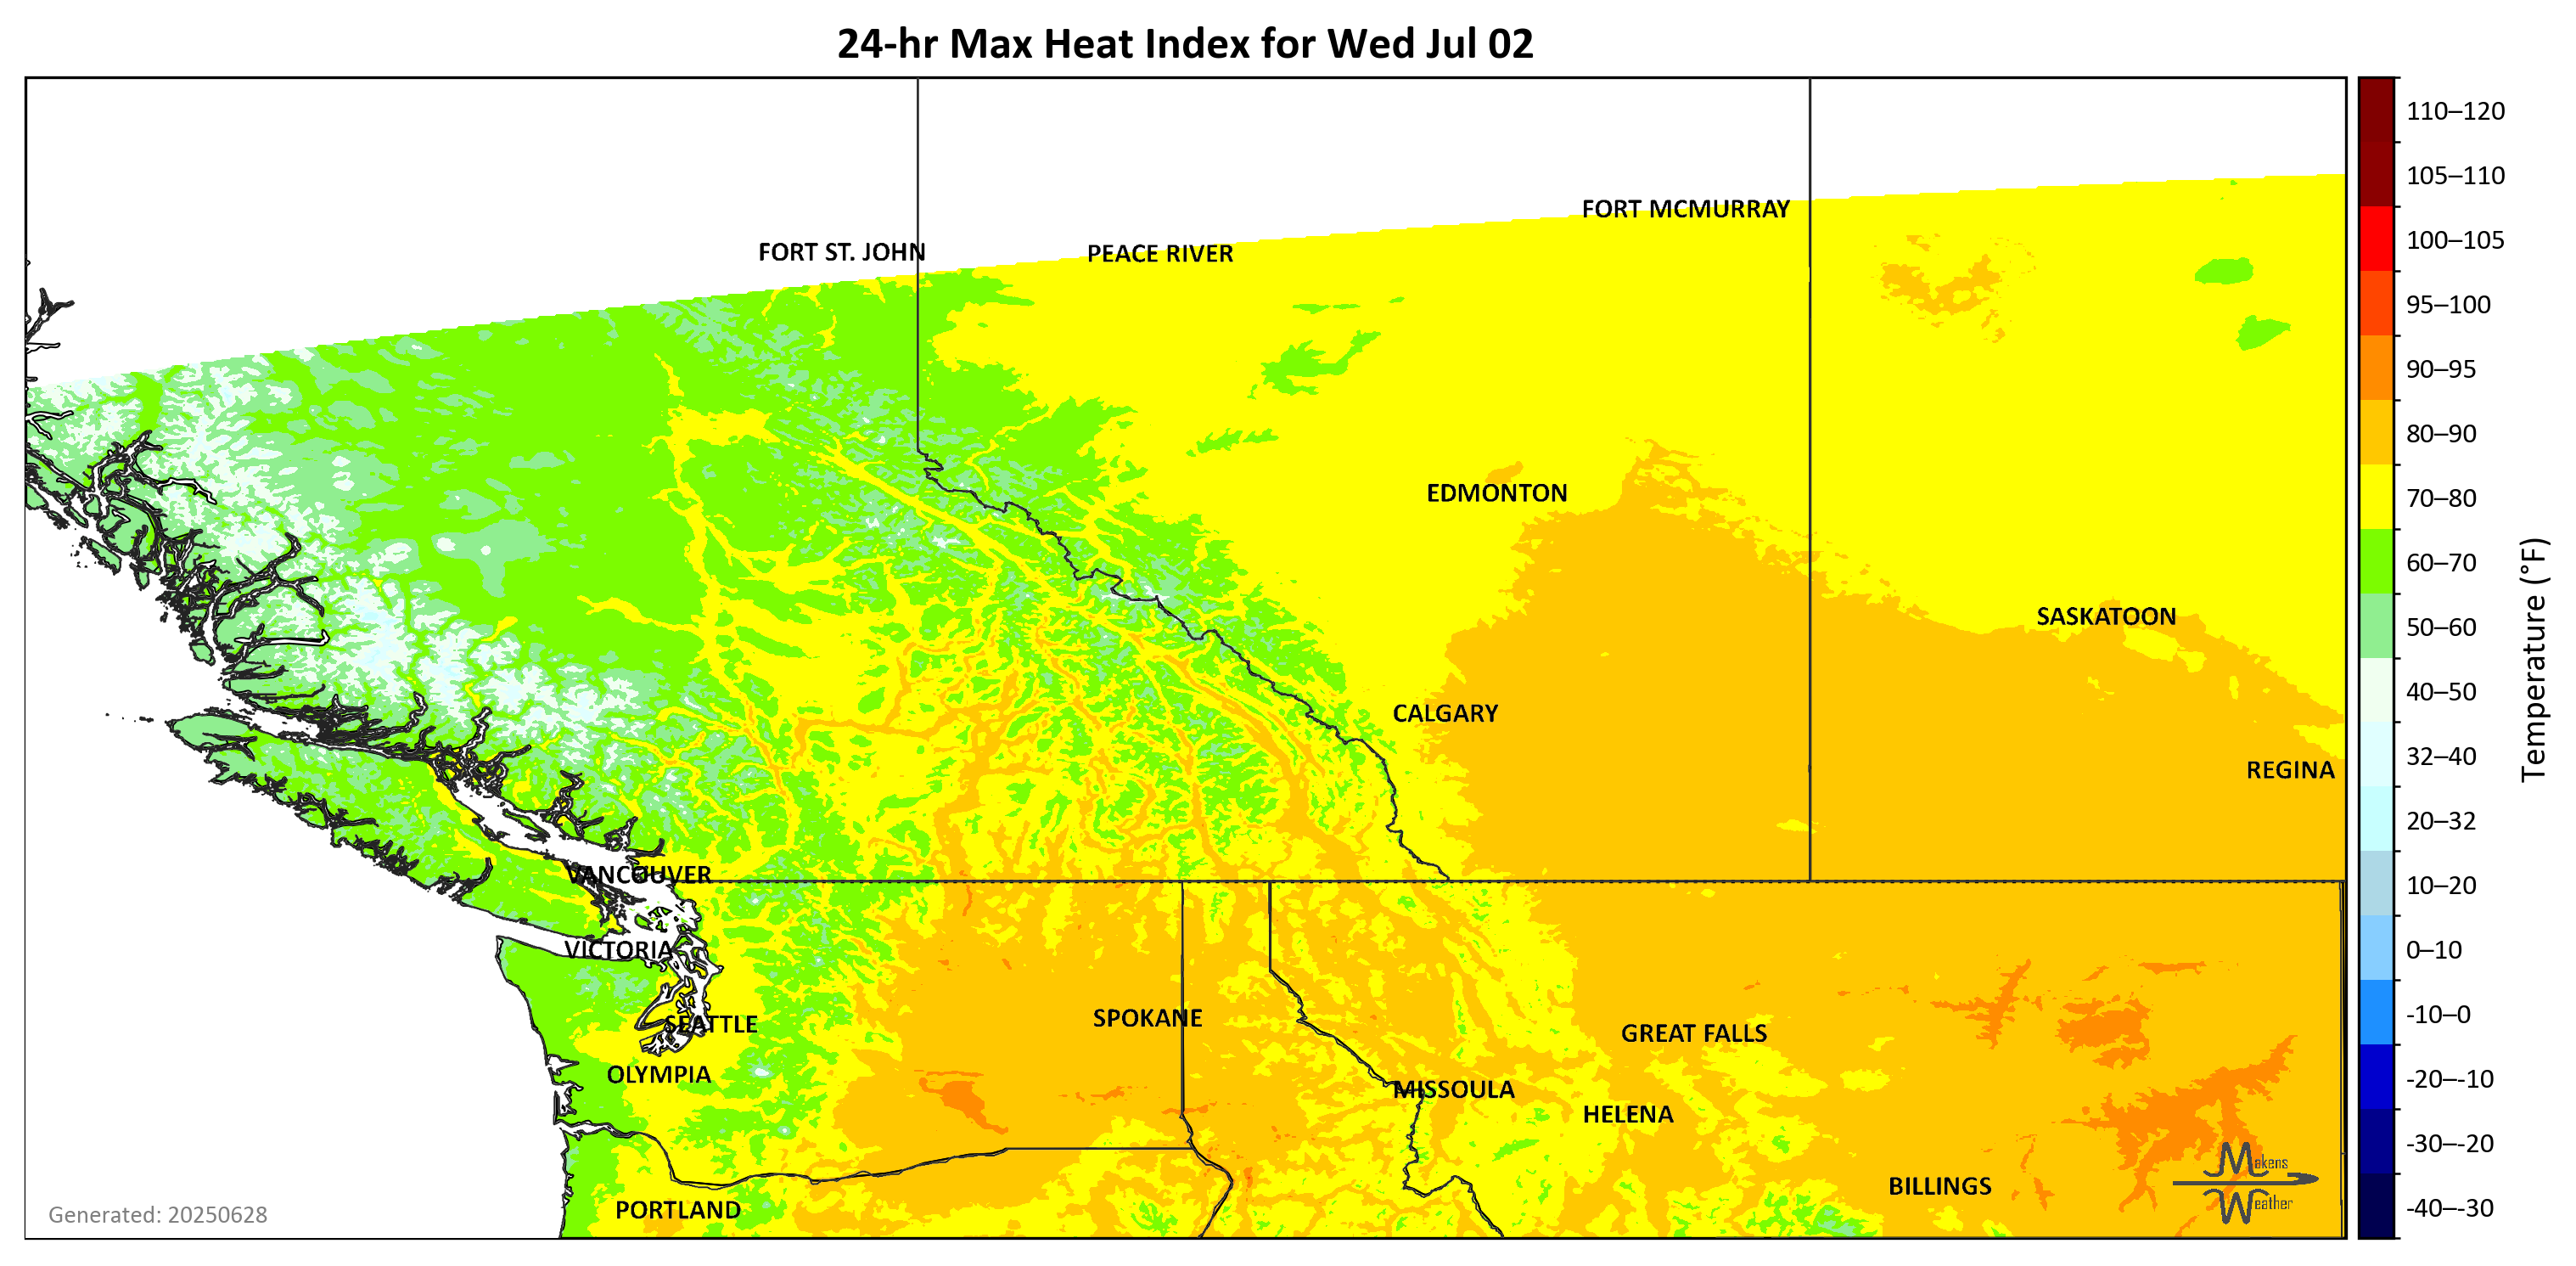 24-hr Max Heat Index for Wed Jul 02
FORT MCMURRAY
FORT ST. JOHN
PEACE RIVER
EDMONTON
SASKATOON
CALGARY
REGINA
VANCOUVER
VICTORIA
SEATTLE
SPOKANE
GREAT FALLS
OLYMPIA
MISSOULA
HELENA
BILLINGS
PORTLAND
Makens
Weather
Generated: 20250628
110–120
105–110
100–105
95–100
90–95
80–90
70–80
60–70
50–60
40–50
32–40
20–32
10–20
0–10
-10–0
-20–-10
-30–-20
-40–-30
Temperature (°F)